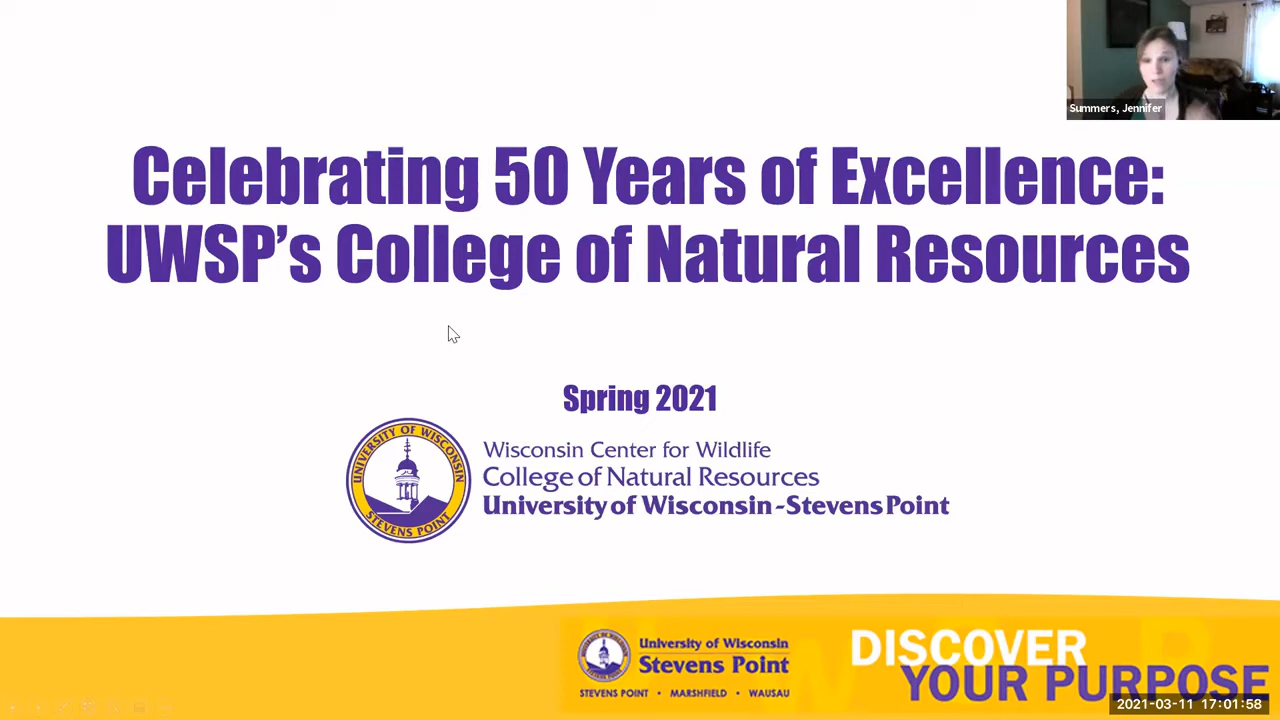 Summers, Jennifer
Celebrating 50 Years of Excellence:
UWSP’s College of Natural Resources
Spring 2021
UNIVERSITY OF WISCONSIN
STEVENS POINT
Wisconsin Center for Wildlife
College of Natural Resources
University of Wisconsin-Stevens Point
University of Wisconsin
Stevens Point
STEVENS POINT • MARSHFIELD • WAUSAU
DISCOVER
YOUR PURPOSE
2021-03-11 17:01:58